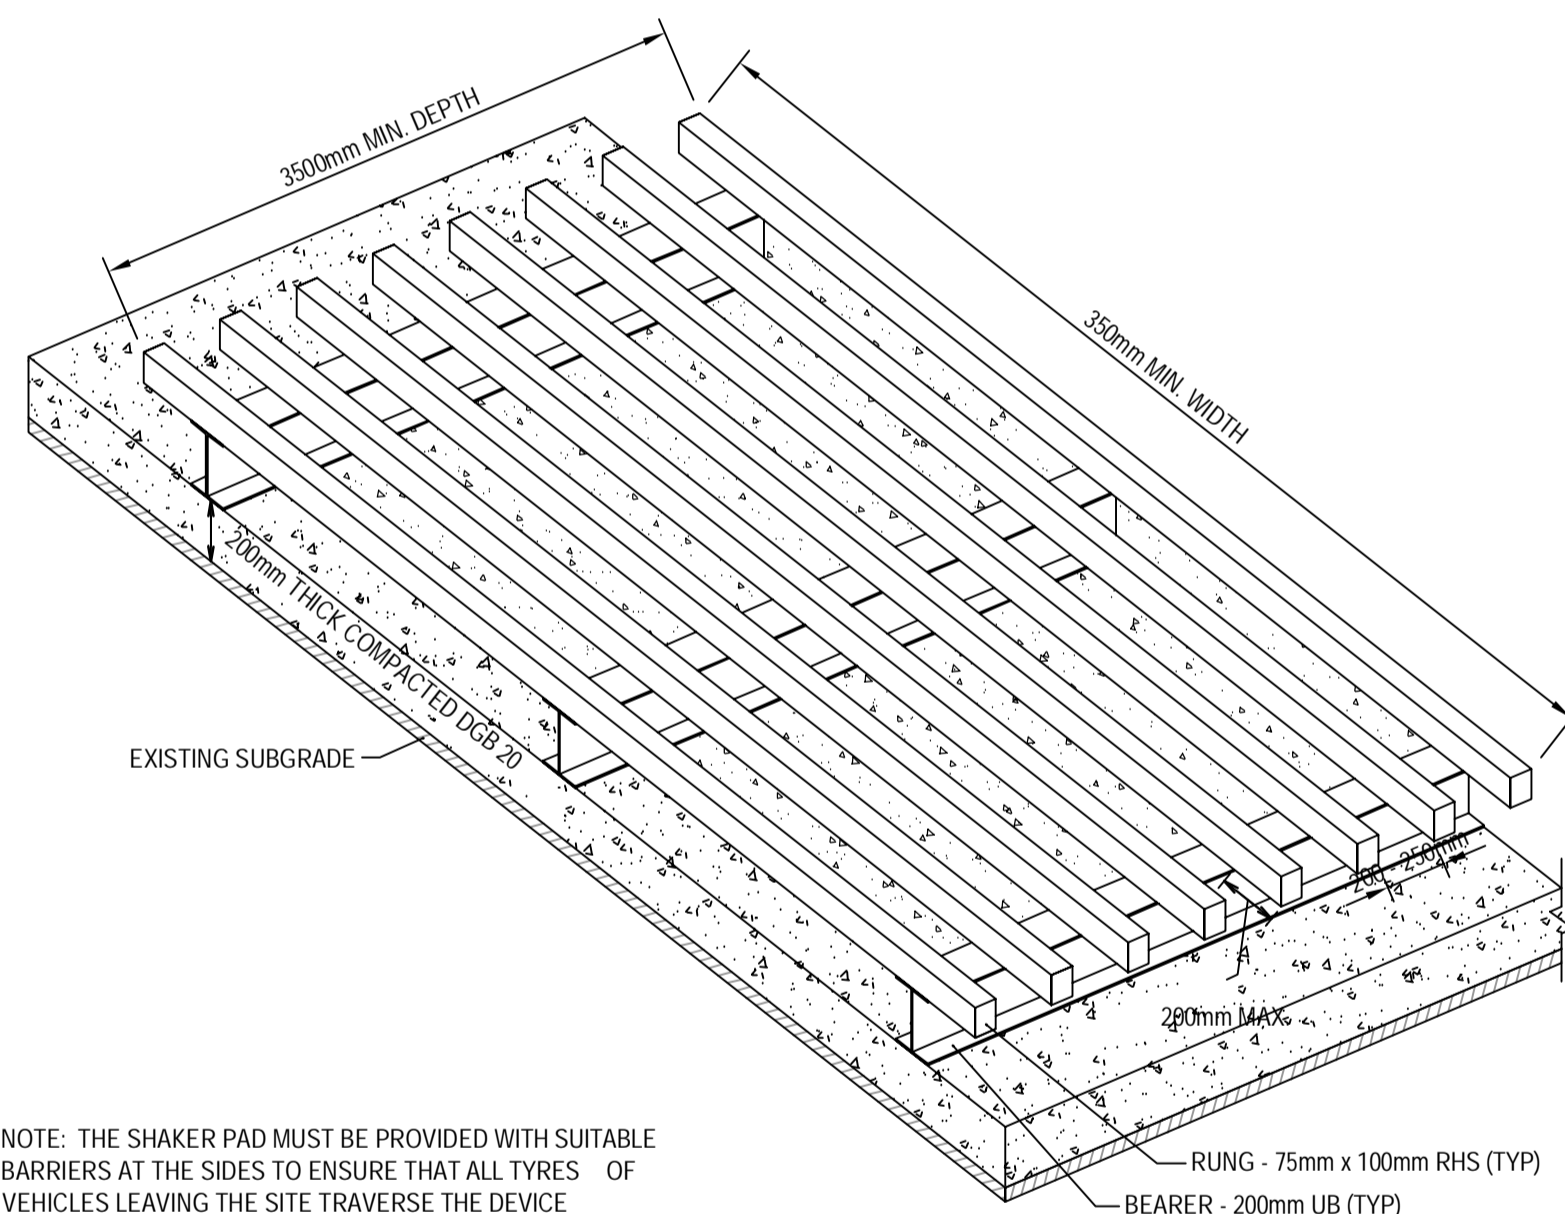 3500mm MIN. DEPTH
350mm MIN. WIDTH
200mm THICK COMPACTED DGB 20
EXISTING SUBGRADE
200 - 250mm
200mm MAX.
RUNG - 75mm x 100mm RHS (TYP)
BEARER - 200mm UB (TYP)
NOTE: THE SHAKER PAD MUST BE PROVIDED WITH SUITABLE
BARRIERS AT THE SIDES TO ENSURE THAT ALL TYRES OF
VEHICLES LEAVING THE SITE TRAVERSE THE DEVICE